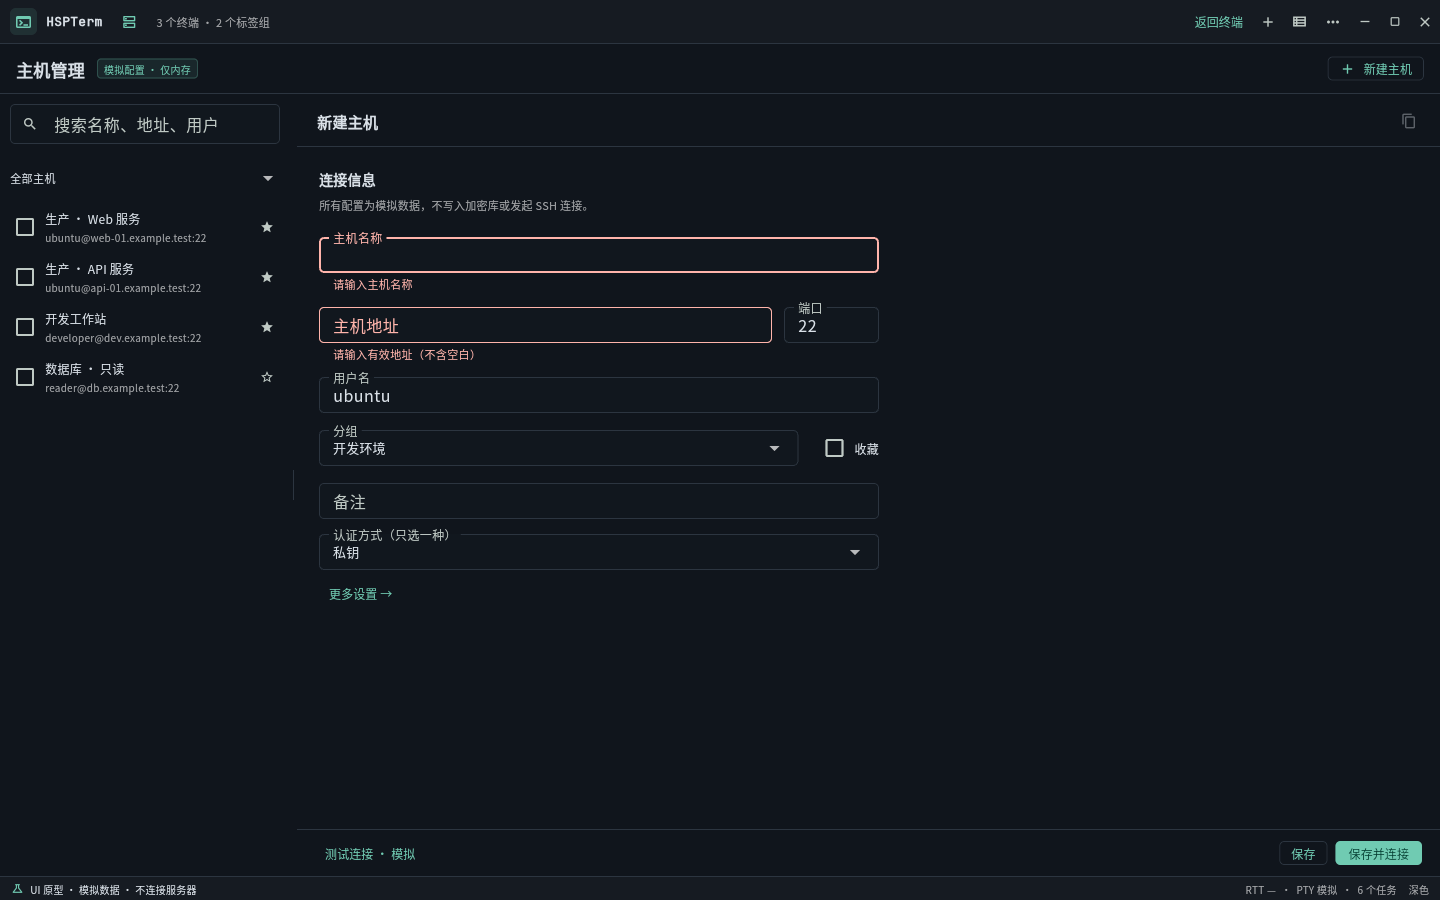 HSPTerm
3 个终端 · 2 个标签组
返回终端
主机管理
模拟配置 · 仅内存
新建主机
搜索名称、地址、用户
全部主机
生产 · Web 服务
ubuntu@web-01.example.test:22
生产 · API 服务
ubuntu@api-01.example.test:22
开发工作站
developer@dev.example.test:22
数据库 · 只读
reader@db.example.test:22
新建主机
连接信息
所有配置为模拟数据，不写入加密库或发起 SSH 连接。
主机名称
请输入主机名称
主机地址
端口
22
请输入有效地址（不含空白）
用户名
ubuntu
分组
开发环境
收藏
备注
认证方式（只选一种）
私钥
更多设置 →
测试连接 · 模拟
保存
保存并连接
UI 原型 · 模拟数据 · 不连接服务器
RTT — · PTY 模拟 · 6 个任务 深色